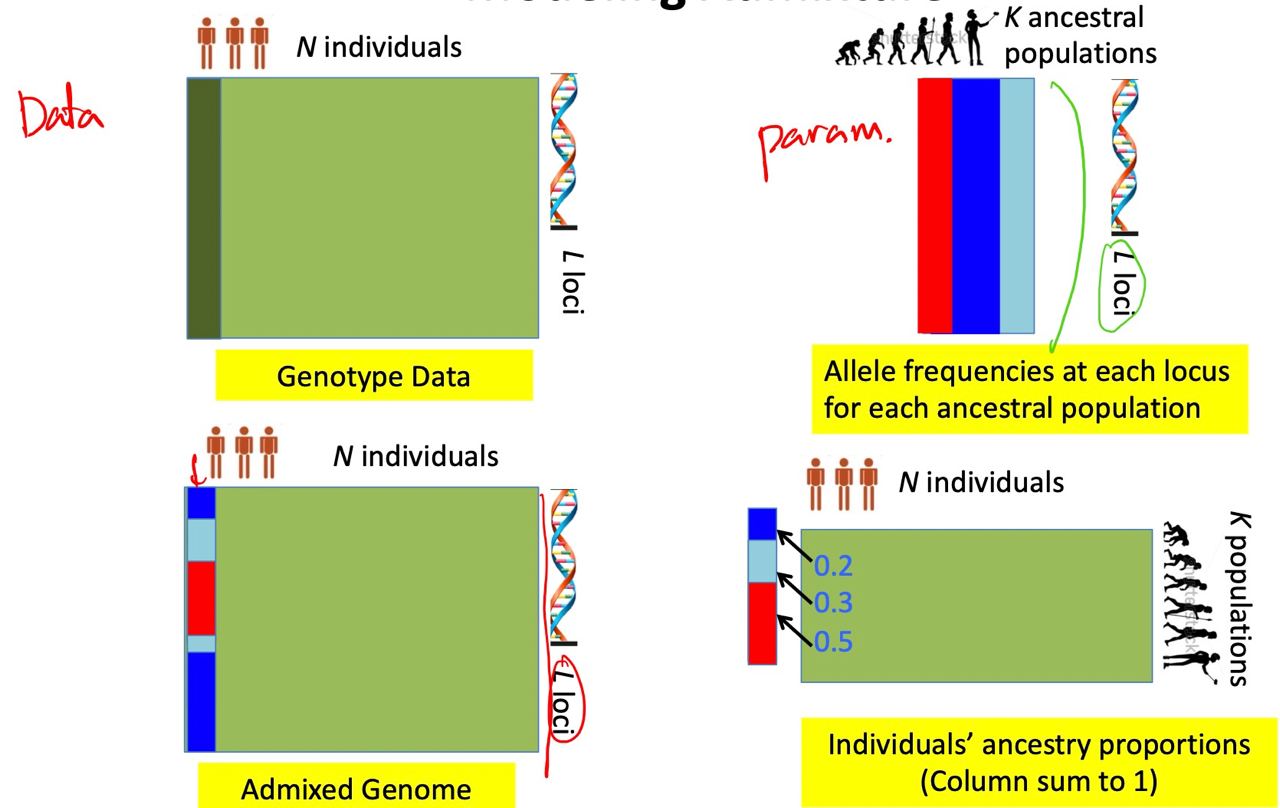 N individuals
K ancestral
populations
Data
param.
L loci
L loci
Genotype Data
Allele frequencies at each locus
for each ancestral population
N individuals
N individuals
K populations
0.2
0.3
0.5
L loci
Individuals' ancestry proportions
(Column sum to 1)
Admixed Genome